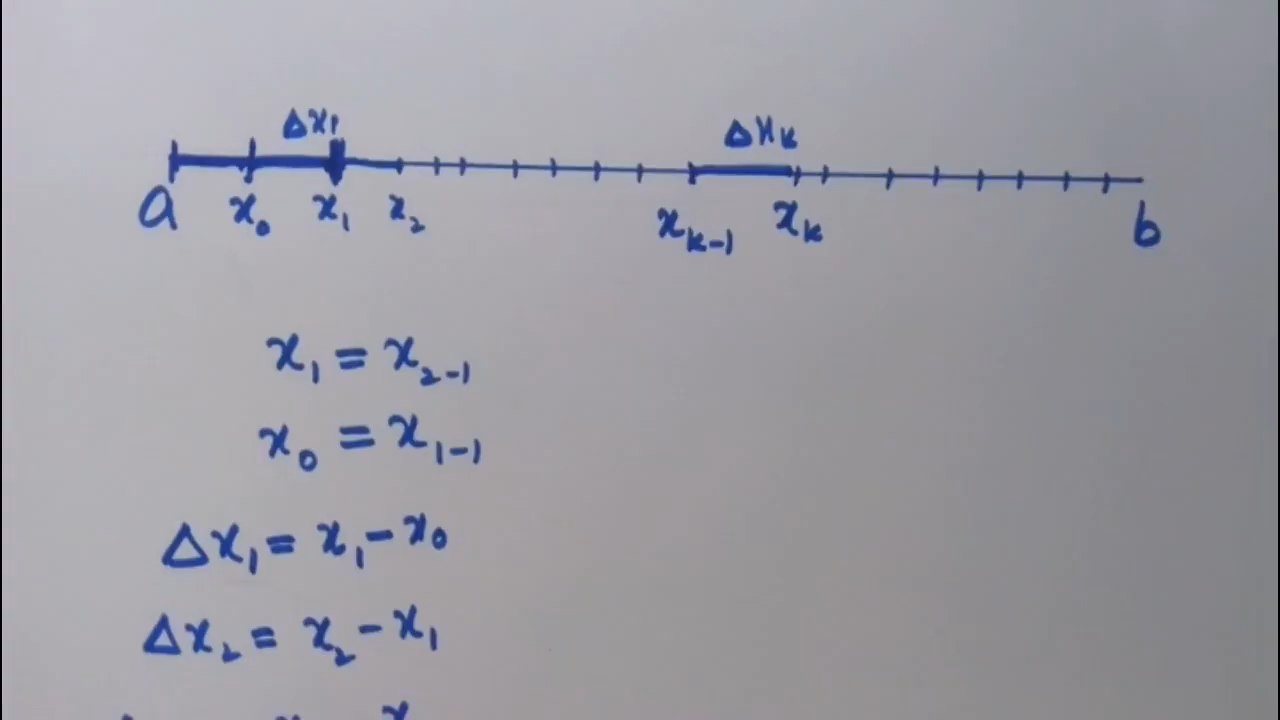 Δx₁ Δxₖ
a x₀ x₁ x₂ xₖ₋₁ xₖ b
x₁ = x₂₋₁
x₀ = x₁₋₁
Δx₁ = x₁ - x₀
Δx₂ = x₂ - x₁